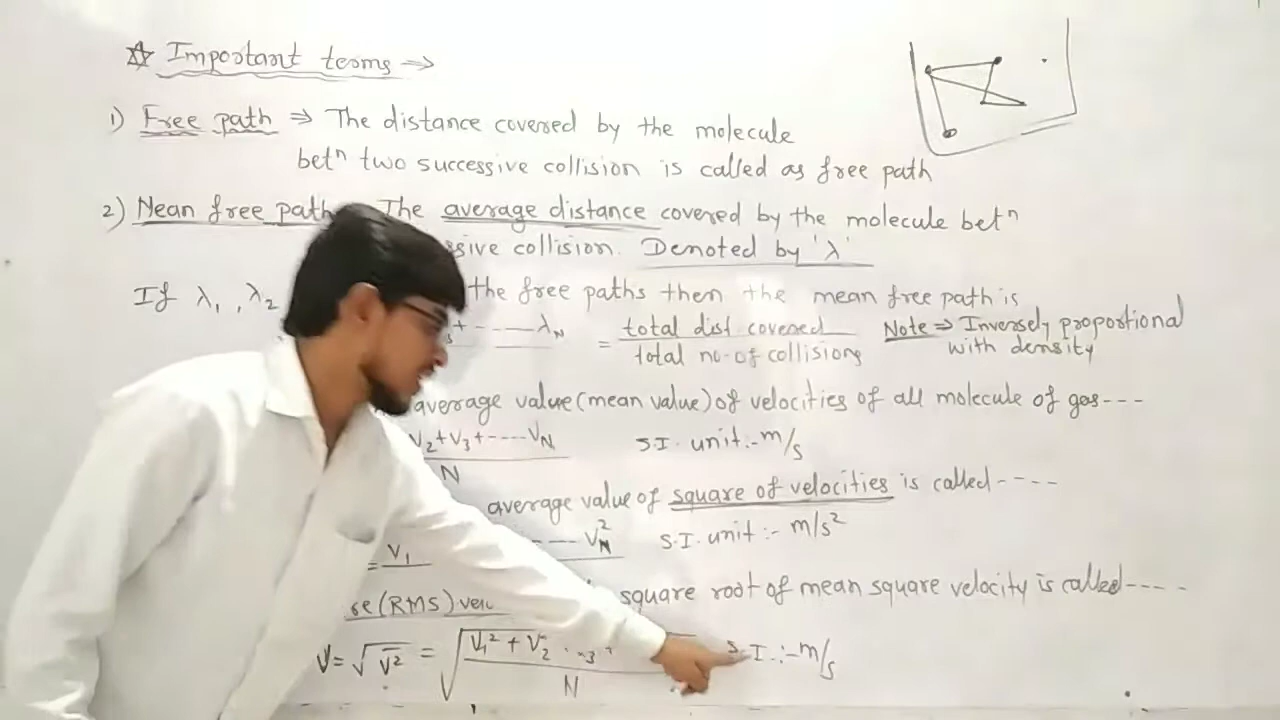 ☆ Important terms →
1) Free path ⇒ The distance covered by the molecule
betⁿ two successive collision is called as free path
2) Nean free path The average distance covered by the molecule betⁿ
ssive collision. Denoted by 'λ'
If λ₁, λ₂ the free paths then the mean free path is
+ - - - λN = total dist covered / total no. of collisions
Note ⇒ Inversely proportional
with density
average value (mean value) of velocities of all molecule of gas ---
V₂+V₃+----VN / N S.I. unit:- m/s
average value of square of velocities is called ----
= V₁ --- V²N S.I. unit :- m/s²
square root of mean square velocity is called ----
se (RMS) velo
V = √V² = √V₁² + V₂² / N S.I. :- m/s